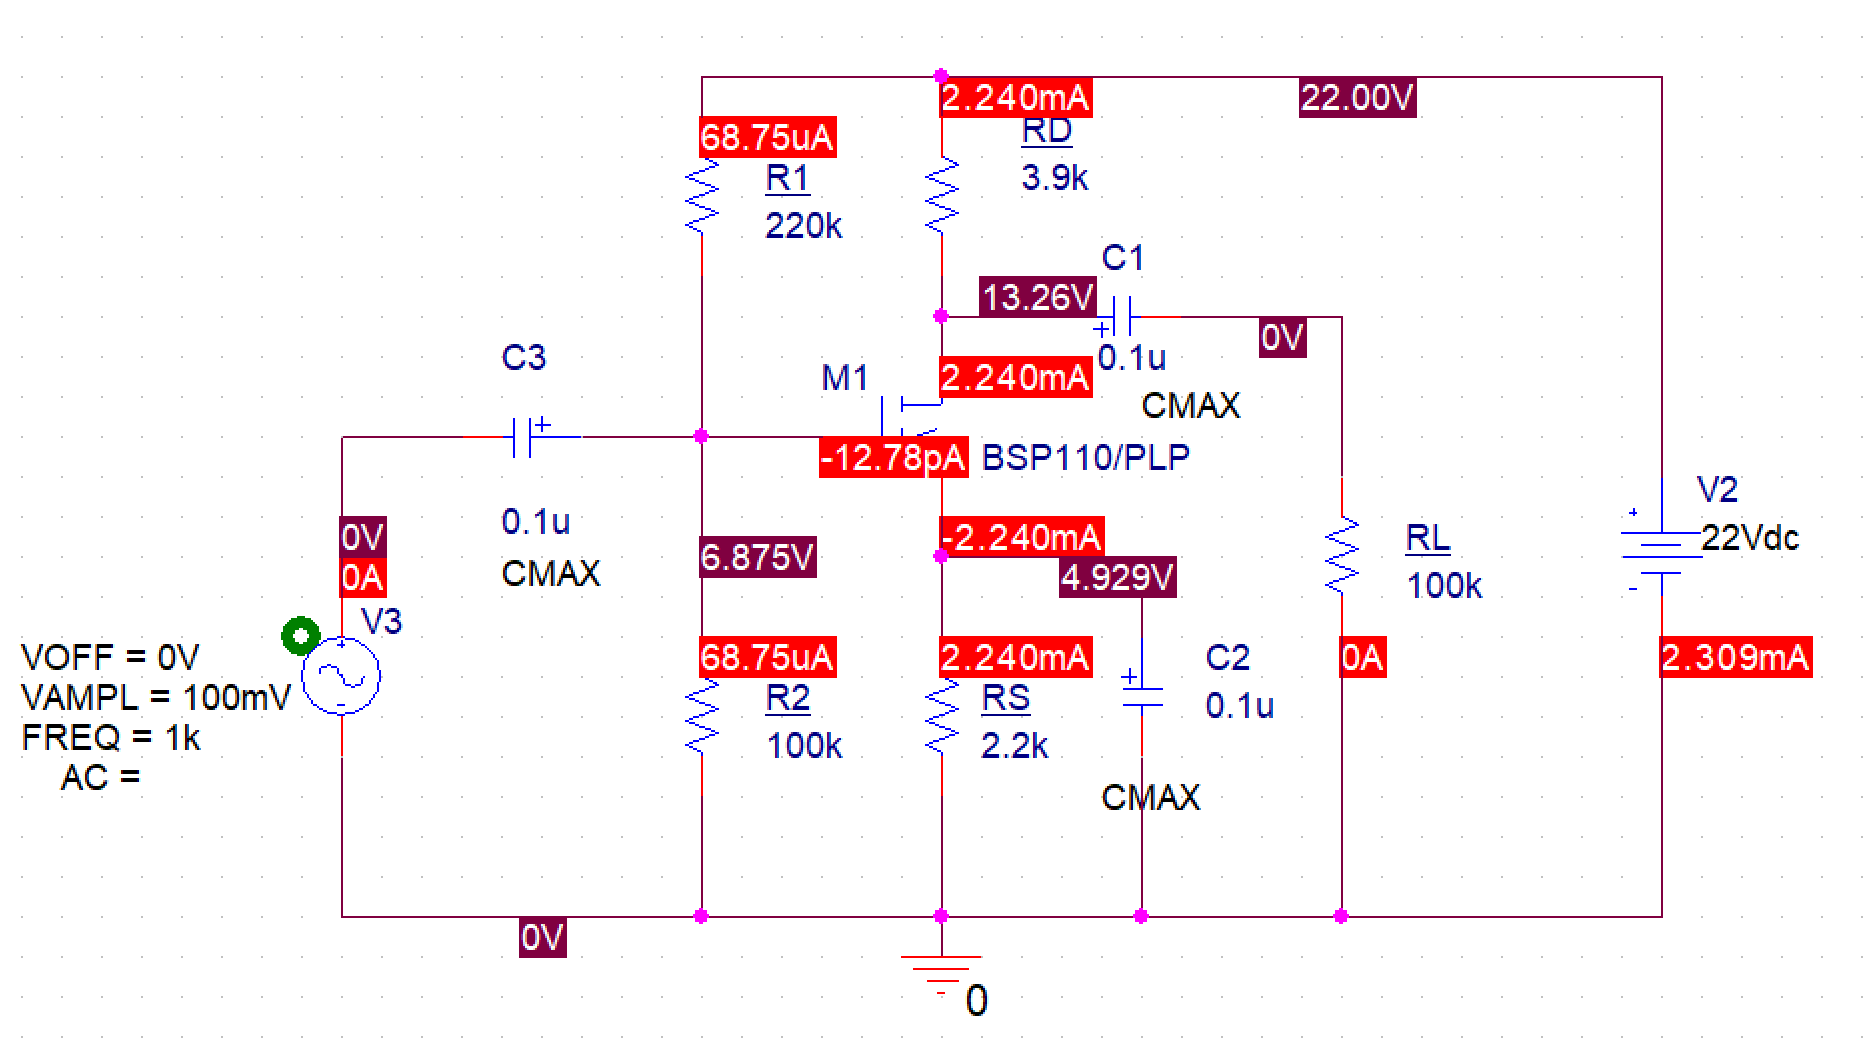 2.240mA
22.00V
68.75uA
RD
R1
3.9k
220k
C1
13.26V
+
0V
C3
M1
2.240mA
0.1u
CMAX
+
-12.78pA
BSP110/PLP
0.1u
CMAX
0V
0A
6.875V
-2.240mA
4.929V
RL
100k
V2
+
22Vdc
-
V3
+
-
VOFF = 0V
VAMPL = 100mV
FREQ = 1k
AC =
68.75uA
R2
100k
2.240mA
RS
2.2k
C2
+
0.1u
CMAX
0A
2.309mA
0V
0